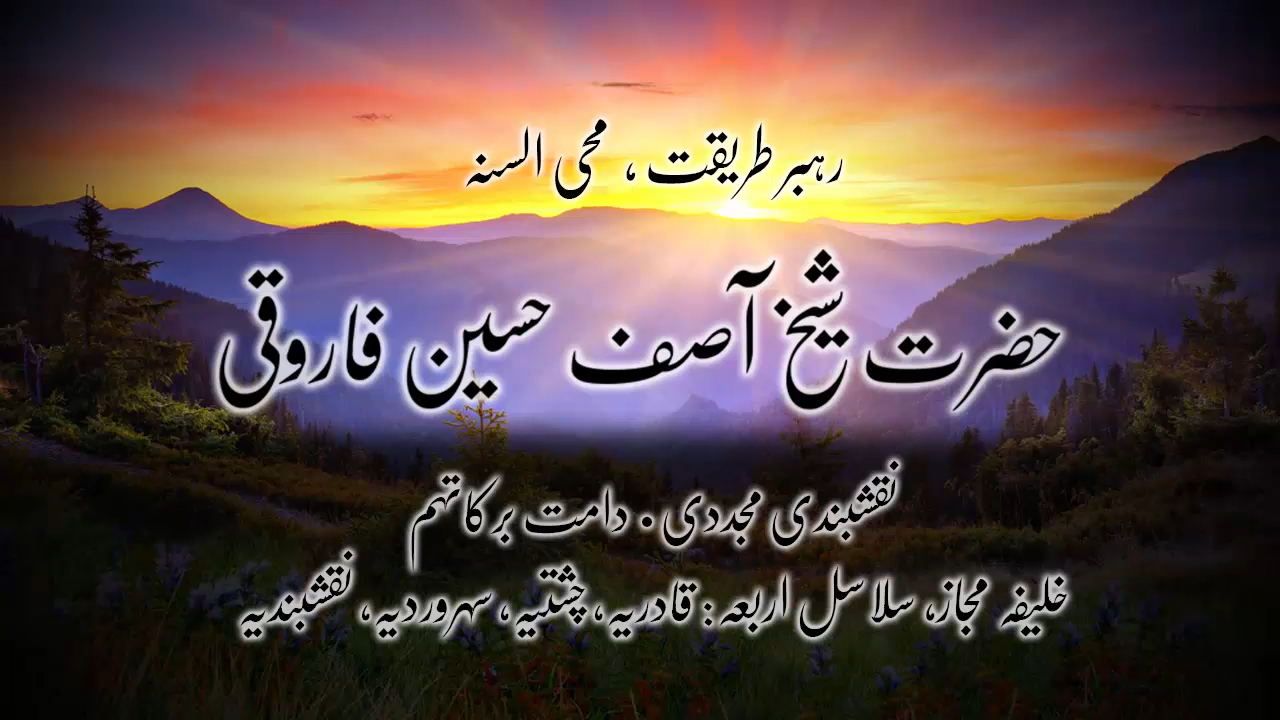 رہبر طریقت ، محی السنہ
حضرت شیخ آصف حسین فاروقی
نقشبندی مجددی . دامت برکاتہم
خلیفہ مجاز، سلاسل اربعہ : قادریہ، چشتیہ، سہروردیہ، نقشبندیہ